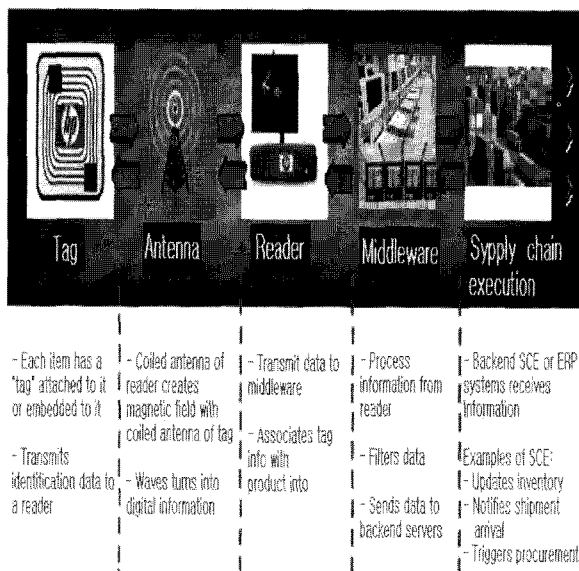 hp
hp
Tag
Antenna
Reader
Middleware
Sypply chain
execution
- Each item has a
"tag" attached to it
or embedded to it
- Transmits
identification data to
a reader
- Coiled antenna of
reader creates
magnetic field with
coiled antenna of tag
- Waves turns into
digital information
- Transmit data to
middleware
- Associates tag
info with
product into
- Process
information from
reader
- Filters data
- Sends data to
backend servers
- Backend SCE or ERP
systems receives
information
Examples of SCE:
- Updates inventory
- Notifies shipment
arrival
- Triggers procurement